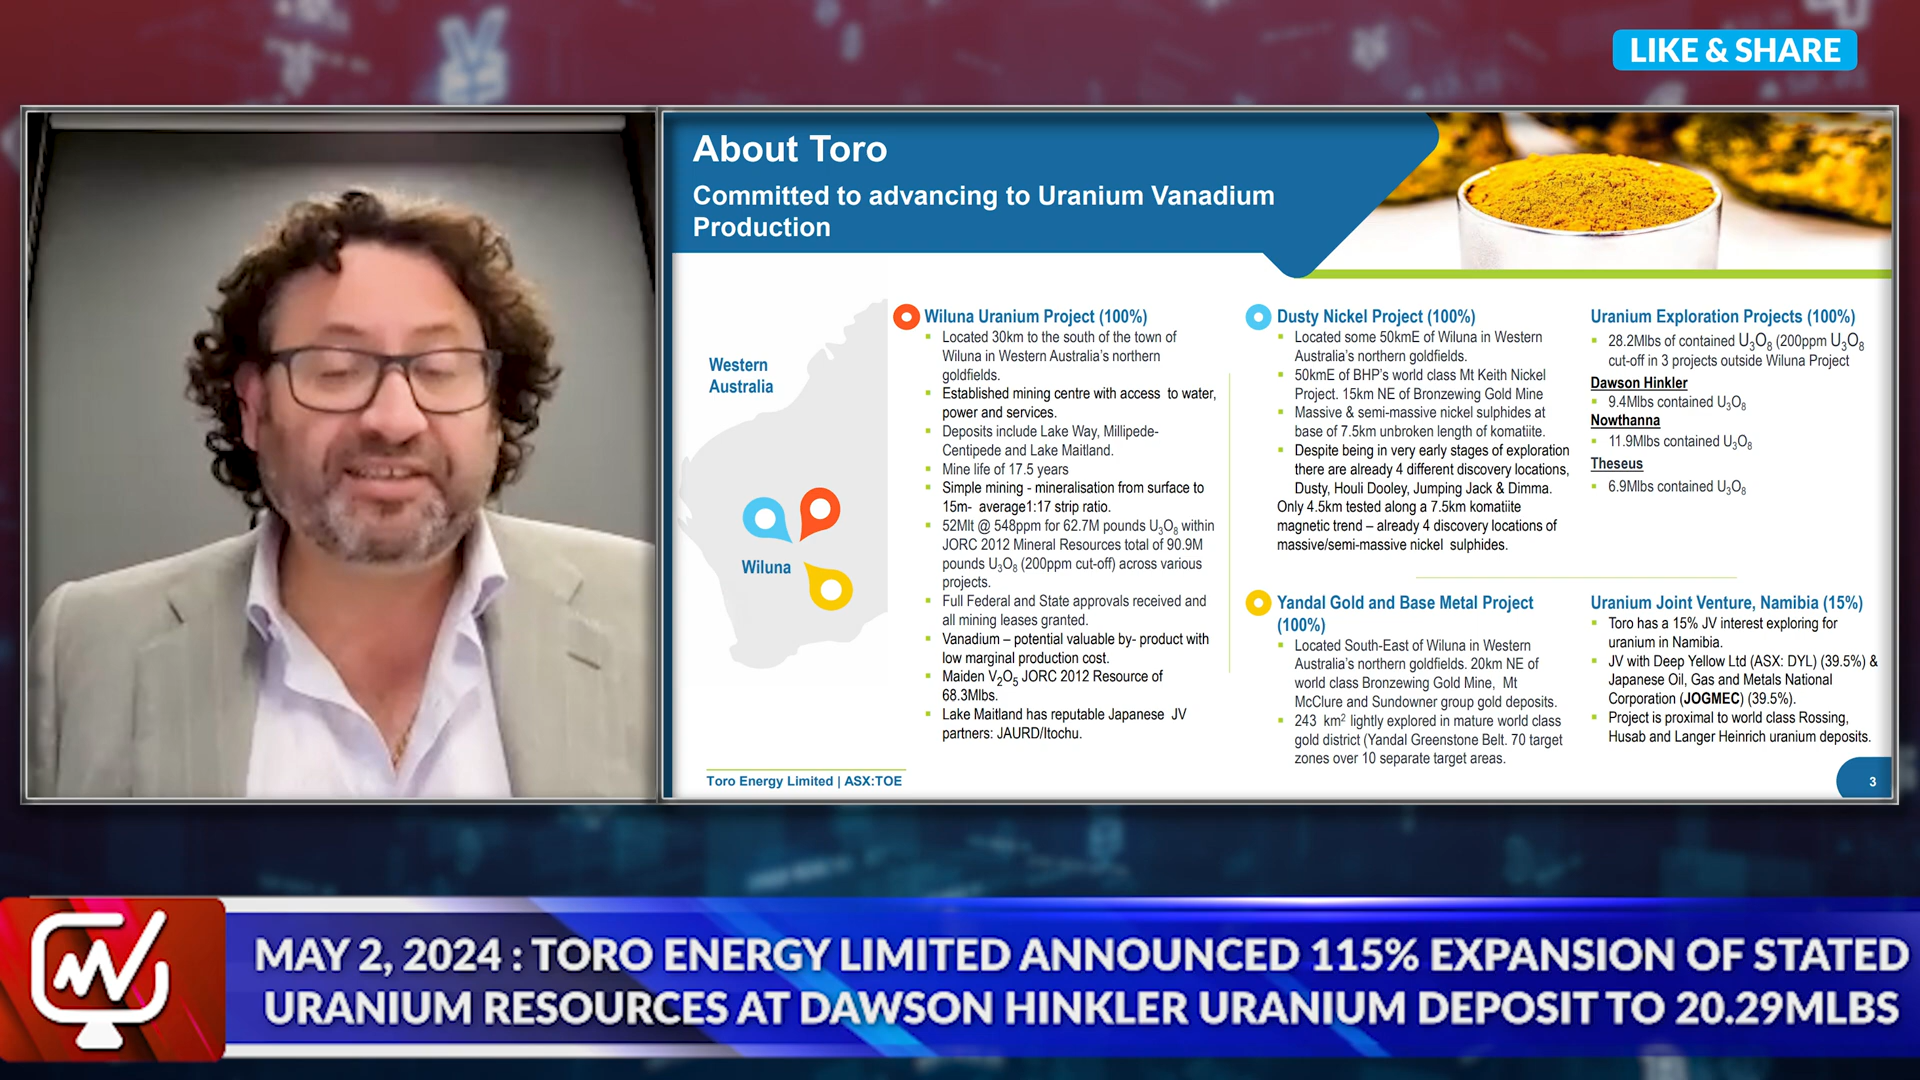 LIKE & SHARE
About Toro
Committed to advancing to Uranium Vanadium
Production
Western
Australia
Wiluna
Wiluna Uranium Project (100%)
Located 30km to the south of the town of
Wiluna in Western Australia's northern
goldfields.
Established mining centre with access to water,
power and services.
Deposits include Lake Way, Millipede-
Centipede and Lake Maitland.
Mine life of 17.5 years
Simple mining - mineralisation from surface to
15m- average1:17 strip ratio.
52Mlt @ 548ppm for 62.7M pounds U₃O₈ within
JORC 2012 Mineral Resources total of 90.9M
pounds U₃O₈ (200ppm cut-off) across various
projects.
Full Federal and State approvals received and
all mining leases granted.
Vanadium – potential valuable by- product with
low marginal production cost.
Maiden V₂O₅ JORC 2012 Resource of
68.3Mlbs.
Lake Maitland has reputable Japanese JV
partners: JAURD/Itochu.
Dusty Nickel Project (100%)
Located some 50kmE of Wiluna in Western
Australia's northern goldfields.
50kmE of BHP's world class Mt Keith Nickel
Project. 15km NE of Bronzewing Gold Mine
Massive & semi-massive nickel sulphides at
base of 7.5km unbroken length of komatiite.
Despite being in very early stages of exploration
there are already 4 different discovery locations,
Dusty, Houli Dooley, Jumping Jack & Dimma.
Only 4.5km tested along a 7.5km komatiite
magnetic trend – already 4 discovery locations of
massive/semi-massive nickel sulphides.
Yandal Gold and Base Metal Project
(100%)
Located South-East of Wiluna in Western
Australia's northern goldfields. 20km NE of
world class Bronzewing Gold Mine, Mt
McClure and Sundowner group gold deposits.
243 km² lightly explored in mature world class
gold district (Yandal Greenstone Belt. 70 target
zones over 10 separate target areas.
Uranium Exploration Projects (100%)
28.2Mlbs of contained U₃O₈ (200ppm U₃O₈
cut-off in 3 projects outside Wiluna Project
Dawson Hinkler
9.4Mlbs contained U₃O₈
Nowthanna
11.9Mlbs contained U₃O₈
Theseus
6.9Mlbs contained U₃O₈
Uranium Joint Venture, Namibia (15%)
Toro has a 15% JV interest exploring for
uranium in Namibia.
JV with Deep Yellow Ltd (ASX: DYL) (39.5%) &
Japanese Oil, Gas and Metals National
Corporation (JOGMEC) (39.5%).
Project is proximal to world class Rossing,
Husab and Langer Heinrich uranium deposits.
Toro Energy Limited | ASX:TOE
3
MAY 2, 2024 : TORO ENERGY LIMITED ANNOUNCED 115% EXPANSION OF STATED
URANIUM RESOURCES AT DAWSON HINKLER URANIUM DEPOSIT TO 20.29MLBS